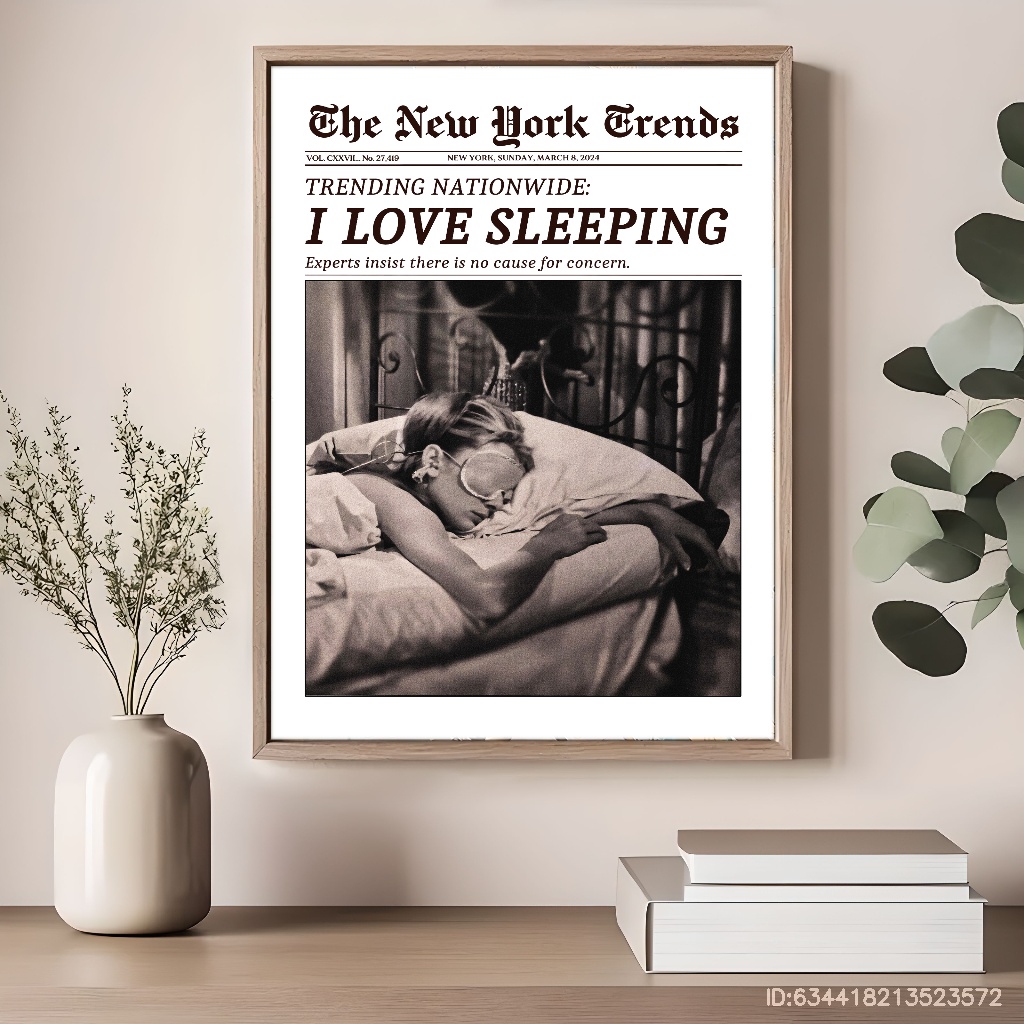 The New York Trends
VOL. CXXVII.. No. 27,419 NEW YORK, SUNDAY, MARCH 8, 2024
TRENDING NATIONWIDE:
I LOVE SLEEPING
Experts insist there is no cause for concern.
ID:634418213523572